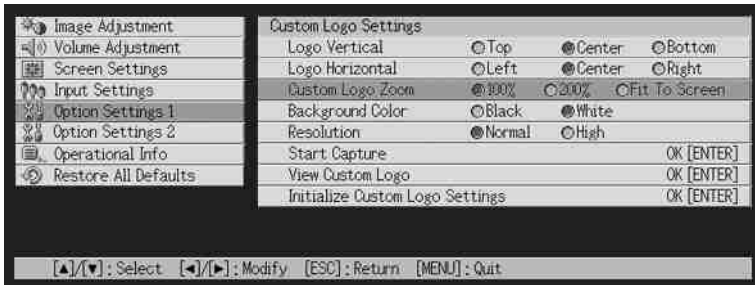 Image Adjustment
Volume Adjustment
Screen Settings
Input Settings
Option Settings 1
Option Settings 2
Operational Info
Restore All Defaults
Custom Logo Settings
Logo Vertical Top Center Bottom
Logo Horizontal Left Center Right
Custom Logo Zoom 100% 200% Fit To Screen
Background Color Black White
Resolution Normal High
Start Capture OK [ENTER]
View Custom Logo OK [ENTER]
Initialize Custom Logo Settings OK [ENTER]
[▲]/[▼]:Select [◄]/[►]:Modify [ESC]:Return [MENU]:Quit